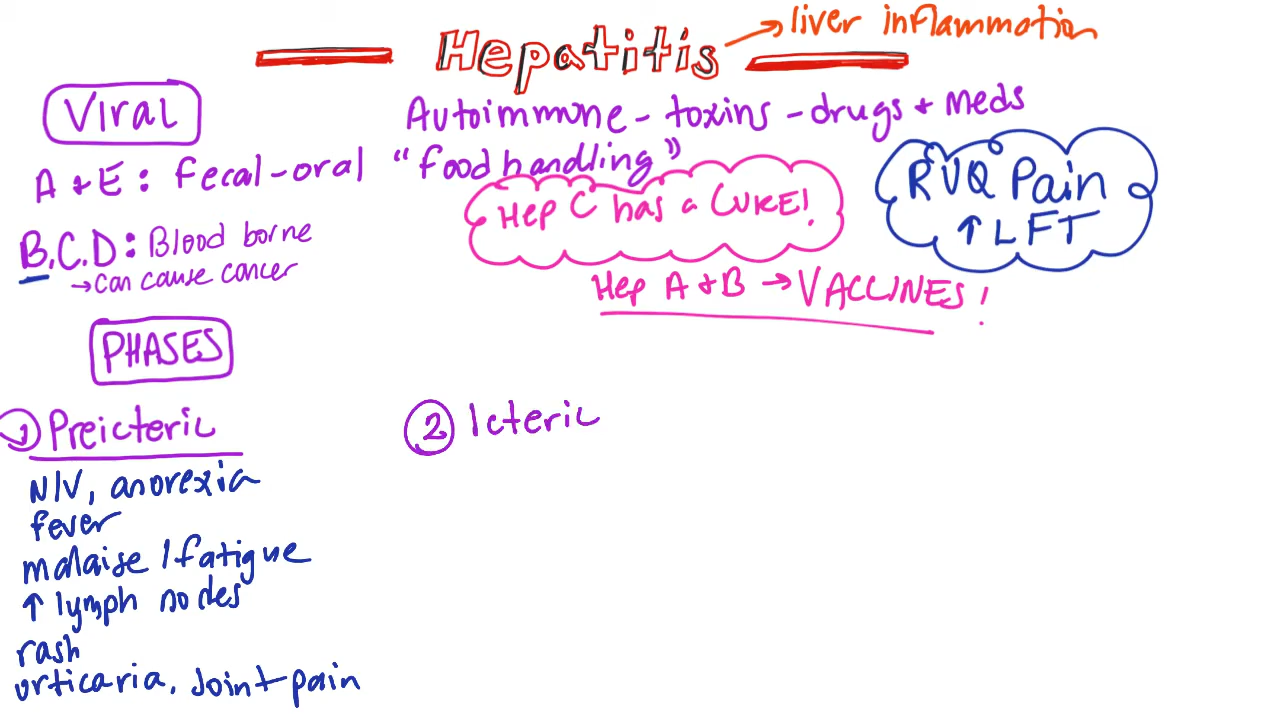 Hepatitis → liver inflammation
Viral
Autoimmune - toxins - drugs + meds
A + E: Fecal-oral "food handling"
Hep C has a CURE!
RUQ Pain
↑ LFT
B.C.D: Blood borne
→ Can cause cancer
Hep A + B → VACCINES!
PHASES
1 Preicteric
N/V, anorexia
fever
malaise / fatigue
↑ lymph nodes
rash
urticaria, Joint pain
2 Icteric